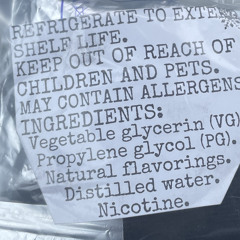 REFRIGERATE TO EXTEND
SHELF LIFE.
KEEP OUT OF REACH OF
CHILDREN AND PETS.
MAY CONTAIN ALLERGENS
INGREDIENTS:
Vegetable glycerin (VG)
Propylene glycol (PG).
Natural flavorings.
Distilled water.
Nicotine.